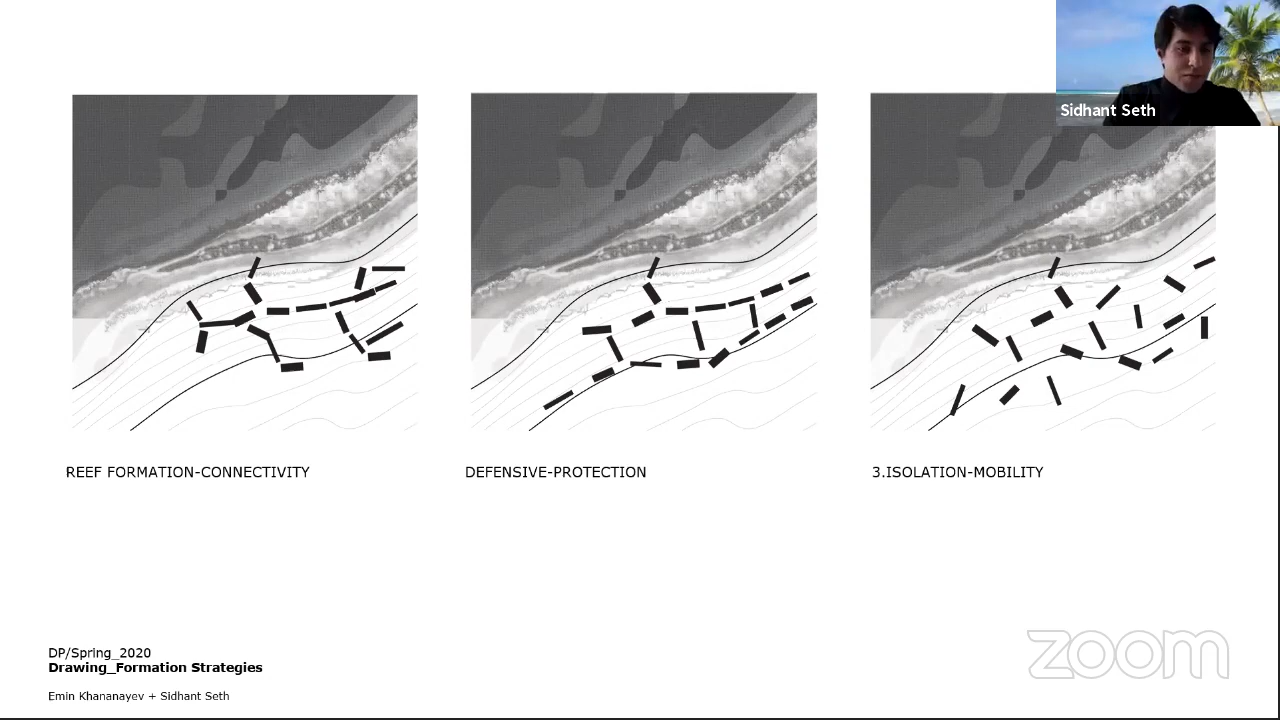 Sidhant Seth
REEF FORMATION-CONNECTIVITY
DEFENSIVE-PROTECTION
3.ISOLATION-MOBILITY
DP/Spring_2020
Drawing_Formation Strategies
Emin Khananayev + Sidhant Seth
zoom